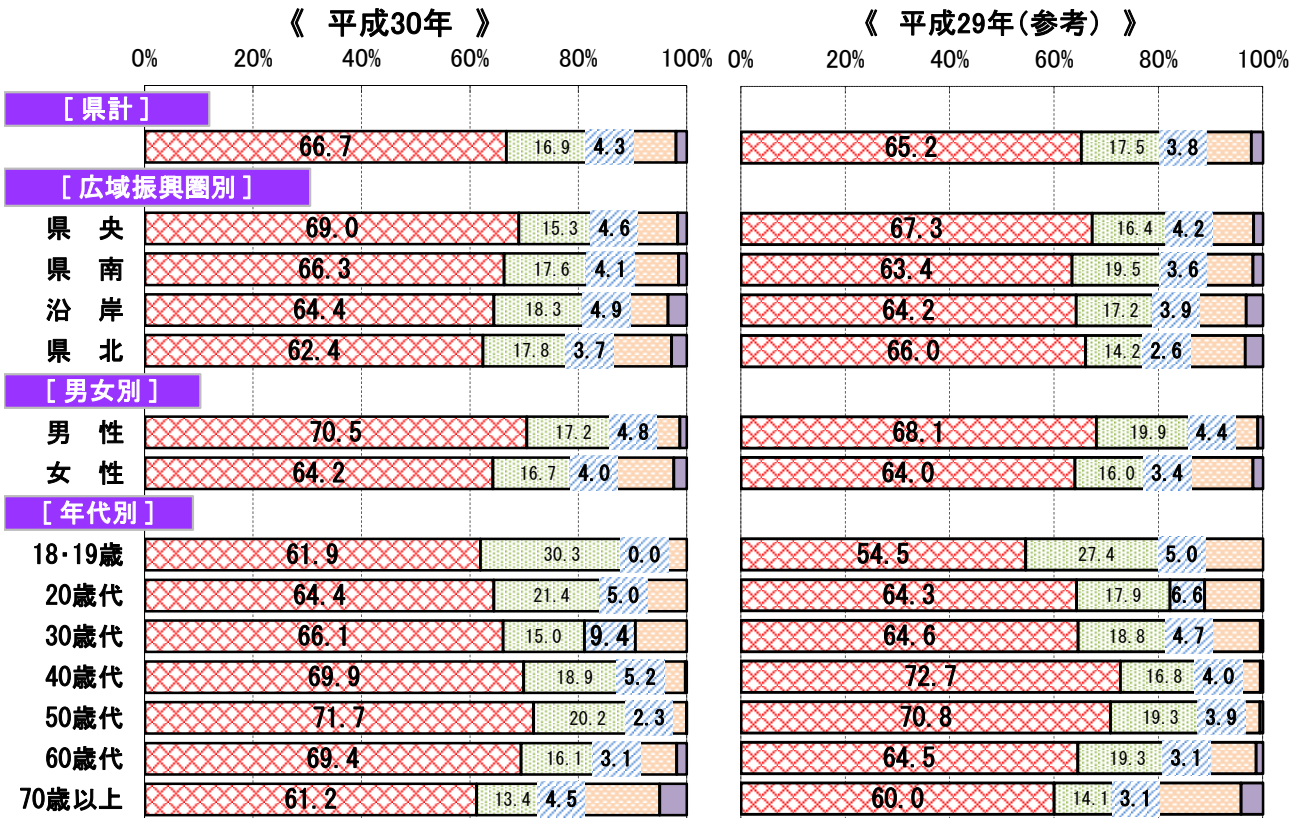 《 平成30年 》 《 平成29年(参考) 》
0% 20% 40% 60% 80% 100% 0% 20% 40% 60% 80% 100%
[ 県計 ]
66.7 16.9 4.3 65.2 17.5 3.8
[ 広域振興圏別 ]
県 央 69.0 15.3 4.6 67.3 16.4 4.2
県 南 66.3 17.6 4.1 63.4 19.5 3.6
沿 岸 64.4 18.3 4.9 64.2 17.2 3.9
県 北 62.4 17.8 3.7 66.0 14.2 2.6
[ 男女別 ]
男 性 70.5 17.2 4.8 68.1 19.9 4.4
女 性 64.2 16.7 4.0 64.0 16.0 3.4
[ 年代別 ]
18・19歳 61.9 30.3 0.0 54.5 27.4 5.0
20歳代 64.4 21.4 5.0 64.3 17.9 6.6
30歳代 66.1 15.0 9.4 64.6 18.8 4.7
40歳代 69.9 18.9 5.2 72.7 16.8 4.0
50歳代 71.7 20.2 2.3 70.8 19.3 3.9
60歳代 69.4 16.1 3.1 64.5 19.3 3.1
70歳以上 61.2 13.4 4.5 60.0 14.1 3.1